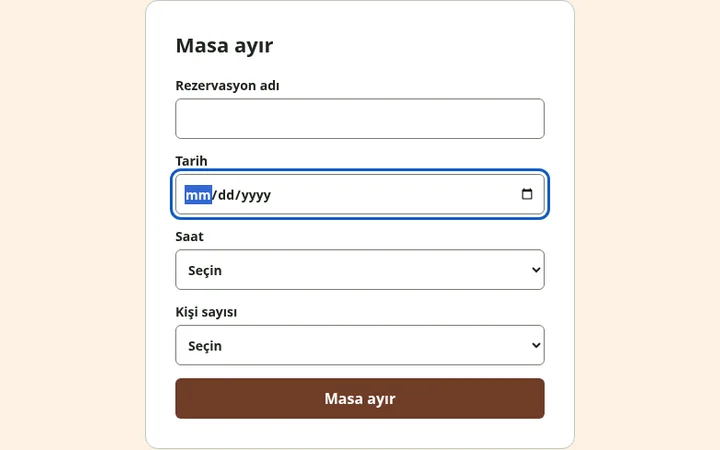 Masa ayır
Rezervasyon adı
Tarih
mm/dd/yyyy
Saat
Seçin
Kişi sayısı
Seçin
Masa ayır